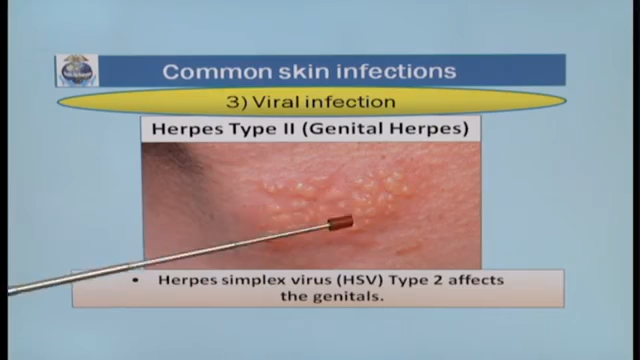 Common skin infections
3) Viral infection
Herpes Type II (Genital Herpes)
• Herpes simplex virus (HSV) Type 2 affects
the genitals.